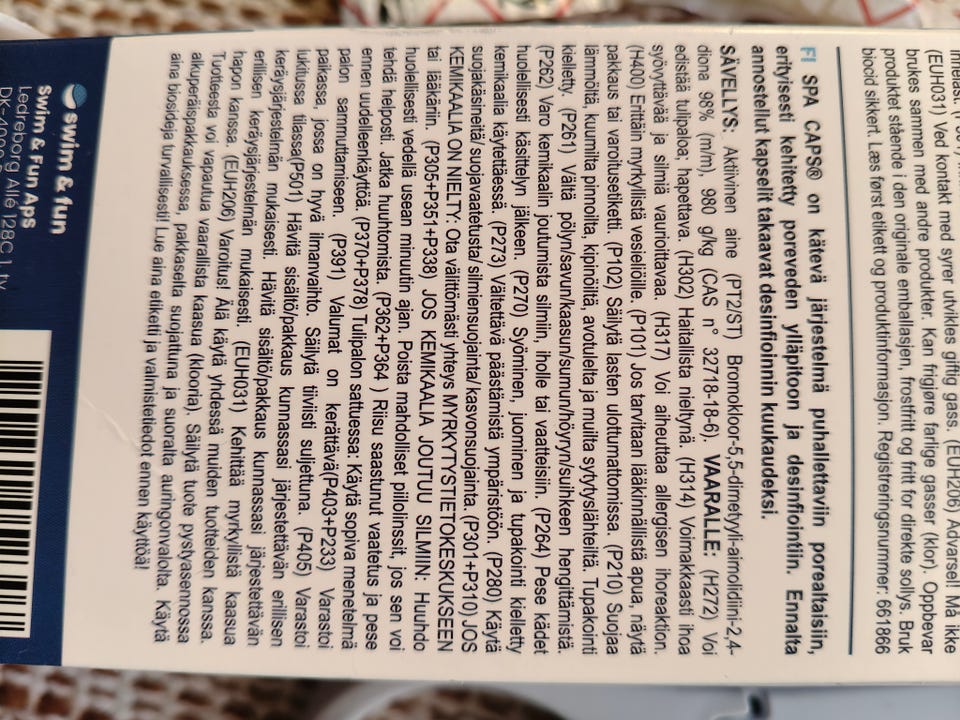 (EUH031) Ved kontakt med syrer utvikles giftig gass. (EUH206) Advarsel! Må ikke
brukes sammen med andre produkter. Kan frigjøre farlige gasser (klor). Oppbevar
produktet stående i den originale emballasjen, frostfritt og fritt for direkte sollys. Bruk
biocid sikkert. Læs først etikett og produktinformasjon. Registreringsnummer: 661866
FI SPA CAPS® on kätevä järjestelmä puhallettaviin porealtaisiin,
erityisesti kehitetty poreveden ylläpitoon ja desinfiointiin. Ennalta
annostellut kapselit takaavat desinfioinnin kuukaudeksi.
SÄVELLYS: Aktiivinen aine (PT2/ST) Bromokloor-5,5-dimetyyli-aimolidiini-2,4-
diona 98% (m/m), 980 g/kg (CAS n° 32718-18-6). VAARALLE: (H272) Voi
edistää tulipaloa; hapettava. (H302) Haitallista nieltynä. (H314) Voimakkaasti ihoa
syövyttävää ja silmiä vaurioittavaa. (H317) Voi aiheuttaa allergisen ihoreaktion.
(H400) Erittäin myrkyllistä vesieliöille. (P101) Jos tarvitaan lääkinnällistä apua, näytä
pakkaus tai varoitusetiketti. (P102) Säilytä lasten ulottumattomissa. (P210) Suojaa
lämmöltä, kuumilta pinnoilta, kipinöiltä, avotulelta ja muilta sytytyslähteiltä. Tupakointi
kielletty (P261) Vältä pölyn/savun/kaasun/sumun/höyryn/suihkeen hengittämistä.
(P262) Varo kemikaalin joutumista silmiin, iholle tai vaatteisiin. (P264) Pese kädet
huolellisesti käsittelyn jälkeen. (P270) Syöminen, juominen ja tupakointi kielletty
kemikaalia käytettäessä. (P273) Vältettävä päästämistä ympäristöön. (P280) Käytä
suojakäsineitä/ suojavaatetusta/ silmiensuojainta/kasvonsuojainta. (P301+P310) JOS
KEMIKAALIA ON NIELTY: Ota välittömästi yhteys MYRKYTYSTIETOKESKUKSEEN
tai lääkäriin. (P305+P351+P338) JOS KEMIKAALIA JOUTUU SILMIIN: Huuhdo
huolellisesti vedellä usean minuutin ajan. Poista mahdolliset piilolinssit, jos sen voi
tehdä helposti. Jatka huuhtomista. (P362+P364 ) Riisu saastunut vaatetus ja pese
ennen uudelleenkäyttöä. (P370+P378) Tulipalon sattuessa: Käytä sopiva menetelmä
palon sammuttamiseen. (P391) Valumat on kerättävä(P403+P233) Varastoi
paikassa, jossa on hyvä ilmanvaihto. Säilytä tiiviisti suljettuna. (P405) Varastoi
lukitussa tilassa(P501) Hävitä sisältö/pakkaus kunnassasi järjestettävän erillisen
keräysjärjestelmän mukaisesti. Hävitä sisältö/pakkaus kunnassasi järjestettävän
erillisen keräysjärjestelmän mukaisesti. (EUH031) Kehittää myrkyllistä kaasua
hapon kanssa. (EUH206) Varoitus! Älä käytä yhdessä muiden tuotteiden kanssa.
Tuotteesta voi vapautua vaarallista kaasua (klooria). Säilytä tuote pystyasennossa
alkuperäispakkauksessa, pakkaselta suojattuna ja suoralta auringonvalolta. Käytä
aina biosideja turvallisesti! Lue aina etiketti ja valmistetiedot ennen käyttöä!
swim & fun
Swim & Fun Aps
Ledreborg Allé 128C 1. tv